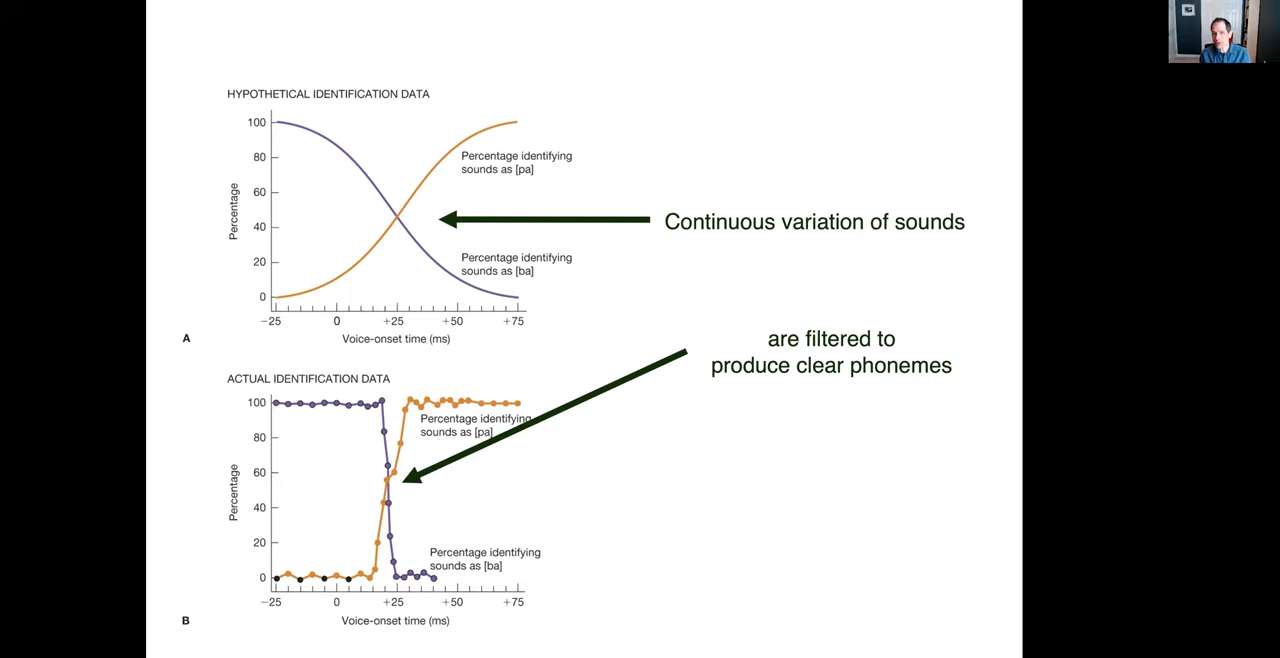 HYPOTHETICAL IDENTIFICATION DATA
100
80
60
40
20
0
Percentage
Percentage identifying
sounds as [pa]
Percentage identifying
sounds as [ba]
−25 0 +25 +50 +75
Voice-onset time (ms)
A
Continuous variation of sounds
are filtered to
produce clear phonemes
ACTUAL IDENTIFICATION DATA
100
80
60
40
20
0
Percentage
Percentage identifying
sounds as [pa]
Percentage identifying
sounds as [ba]
−25 0 +25 +50 +75
Voice-onset time (ms)
B